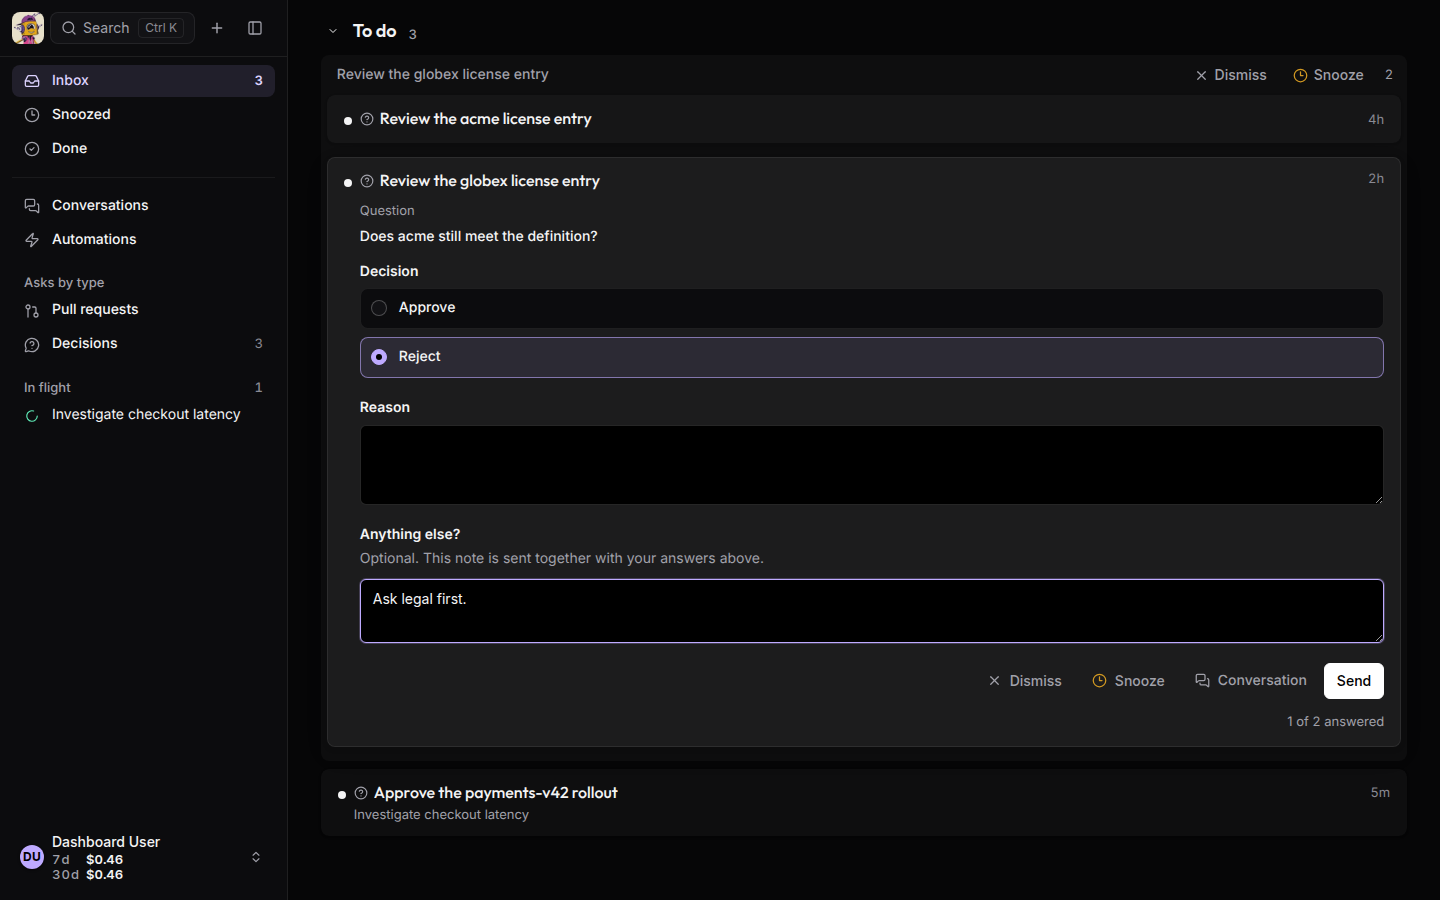 Search Ctrl K
Inbox 3
Snoozed
Done
Conversations
Automations
Asks by type
Pull requests
Decisions 3
In flight 1
Investigate checkout latency
DU Dashboard User
7d $0.46
30d $0.46
To do 3
Review the globex license entry Dismiss Snooze 2
Review the acme license entry 4h
Review the globex license entry 2h
Question
Does acme still meet the definition?
Decision
Approve
Reject
Reason
Anything else?
Optional. This note is sent together with your answers above.
Ask legal first.
Dismiss Snooze Conversation Send
1 of 2 answered
Approve the payments-v42 rollout 5m
Investigate checkout latency